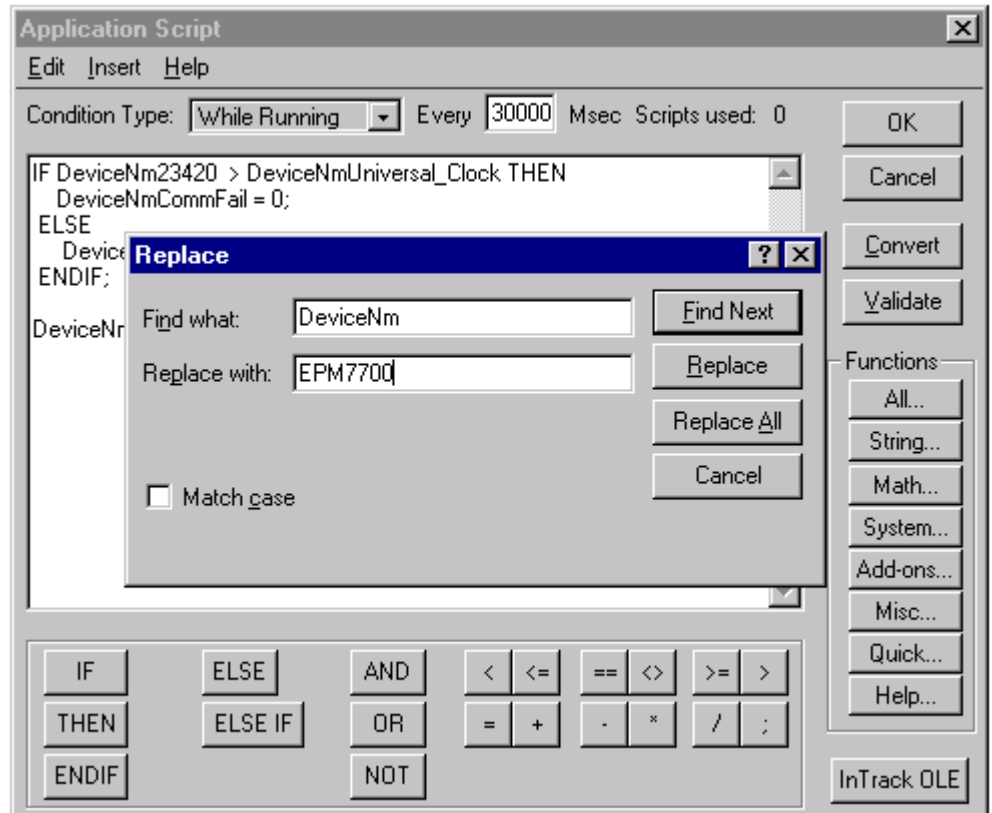 Application Script
Edit Insert Help
Condition Type: While Running Every 30000 Msec Scripts used: 0
OK
Cancel
Convert
Validate
IF DeviceNm23420 > DeviceNmUniversal_Clock THEN
DeviceNmCommFail = 0;
ELSE
Device
ENDIF;
DeviceNm
Replace
Find what: DeviceNm
Replace with: EPM7700
Match case
Find Next
Replace
Replace All
Cancel
Functions
All...
String...
Math...
System...
Add-ons...
Misc...
Quick...
Help...
IF ELSE AND < <= == <> >= >
THEN ELSE IF OR = + - * / ;
ENDIF NOT
InTrack OLE